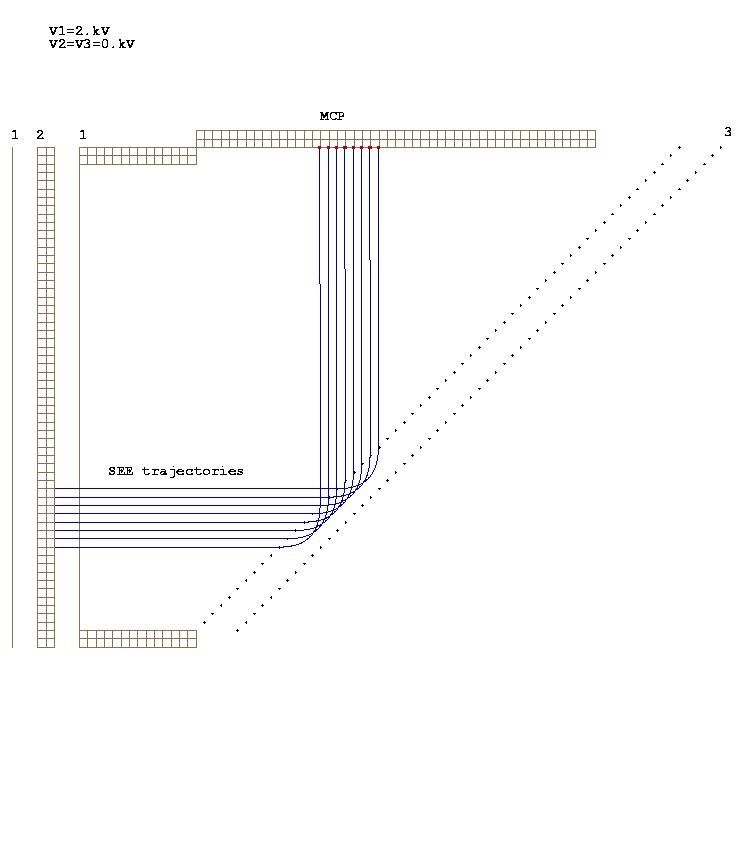 V1=2.kV
V2=V3=0.kV
MCP
1 2 1 3
SEE trajectories